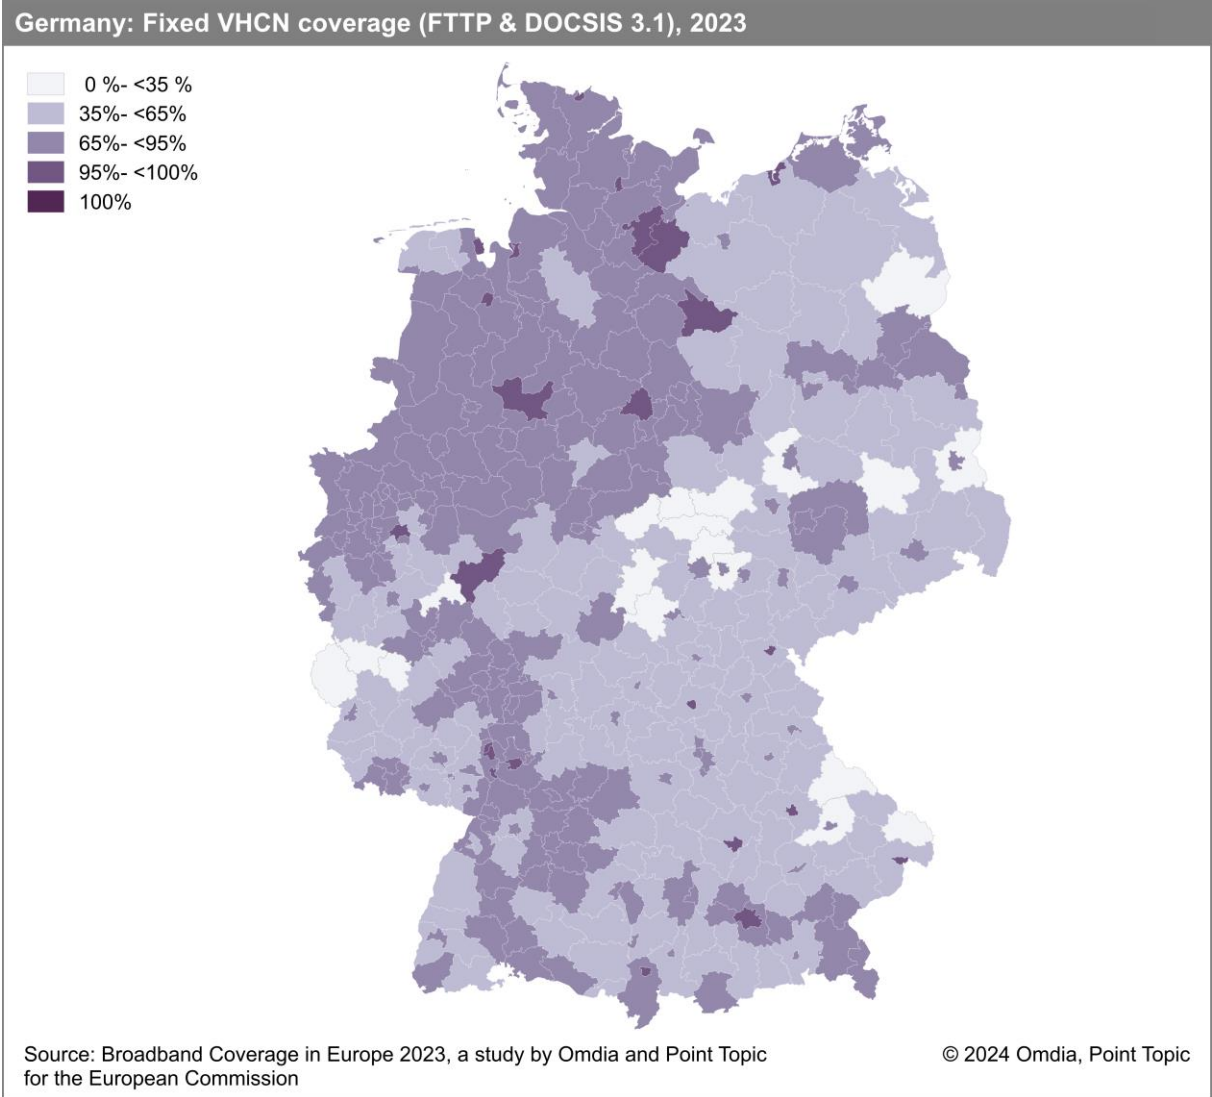 Germany: Fixed VHCN coverage (FTTP & DOCSIS 3.1), 2023
0 %- <35 %
35%- <65%
65%- <95%
95%- <100%
100%
Source: Broadband Coverage in Europe 2023, a study by Omdia and Point Topic
for the European Commission
© 2024 Omdia, Point Topic